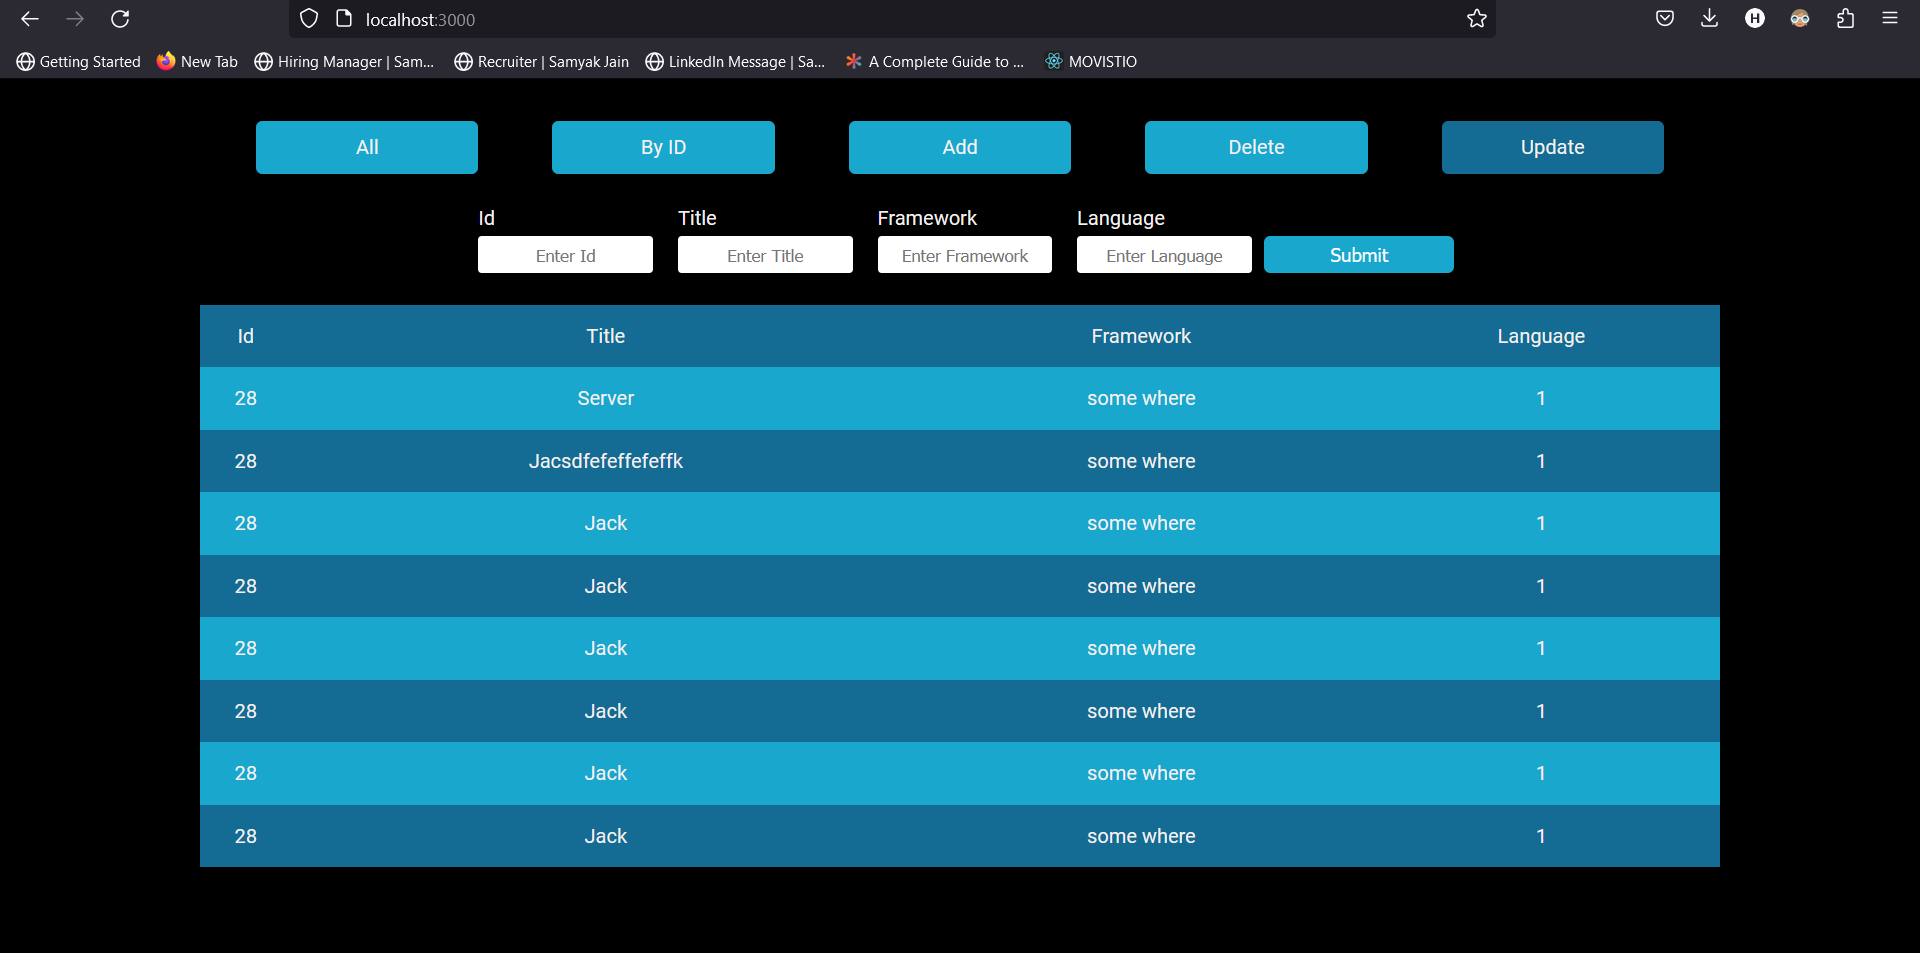 localhost:3000
Getting Started New Tab Hiring Manager | Sam... Recruiter | Samyak Jain LinkedIn Message | Sa... A Complete Guide to ... MOVISTIO
H
All By ID Add Delete Update
Id Title Framework Language
Enter Id Enter Title Enter Framework Enter Language Submit
Id Title Framework Language
28 Server some where 1
28 Jacsdfefeffefeffk some where 1
28 Jack some where 1
28 Jack some where 1
28 Jack some where 1
28 Jack some where 1
28 Jack some where 1
28 Jack some where 1